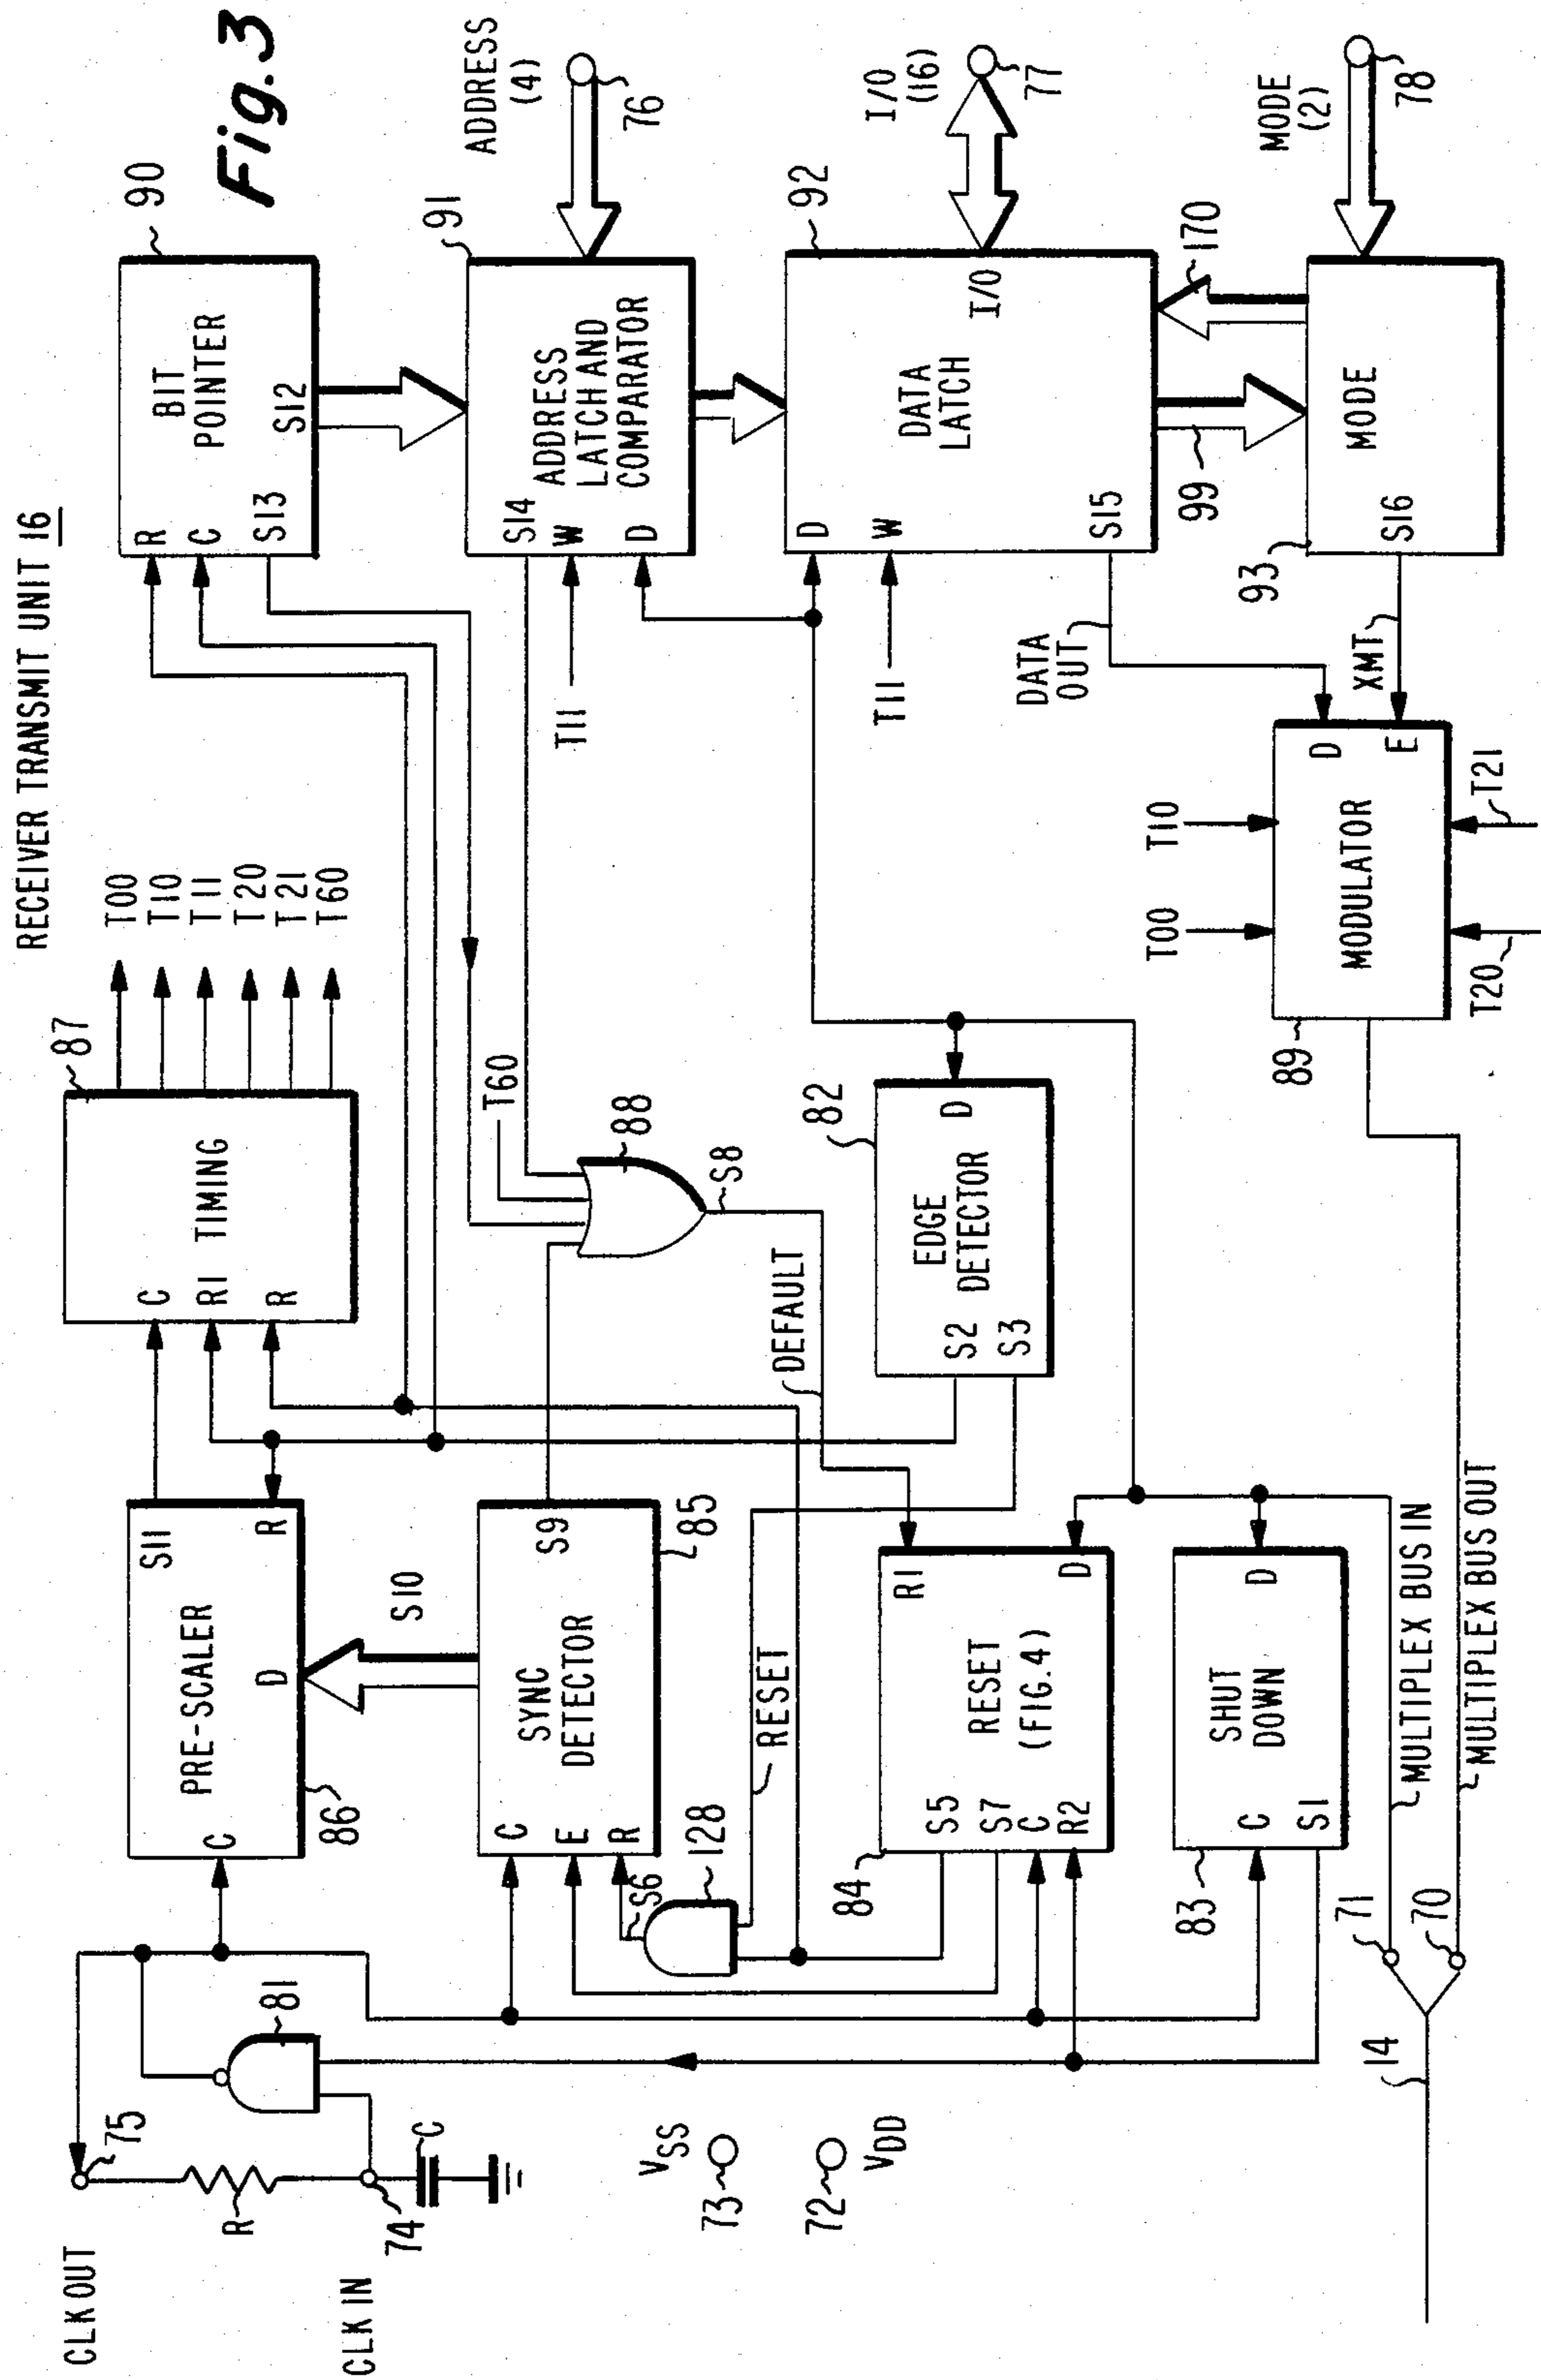 RECEIVER TRANSMIT UNIT 16
Fig.3
CLK OUT
75
R
CLK IN
74
C
81
VSS
73
72
VDD
PRE-SCALER
C
S11
R
D
86
S10
SYNC
DETECTOR
C
E
R
S9
85
S6
128
RESET
RESET
(FIG.4)
S5
S7
C
R2
R1
D
84
SHUT
DOWN
C
S1
D
83
71
70
14
MULTIPLEX BUS IN
MULTIPLEX BUS OUT
TIMING
C
R1
R
87
T00
T10
T11
T20
T21
T60
T60
88
S8
DEFAULT
EDGE
DETECTOR
S2
S3
D
82
BIT
POINTER
R
C
S13
S12
90
ADDRESS
LATCH AND
COMPARATOR
S14
W
D
91
T11
ADDRESS
(4)
76
DATA
LATCH
D
W
S15
I/O
92
T11
I/O
(16)
77
DATA
OUT
99
170
MODE
S16
93
MODE
(2)
78
XMT
MODULATOR
D
E
89
T00
T10
T20
T21